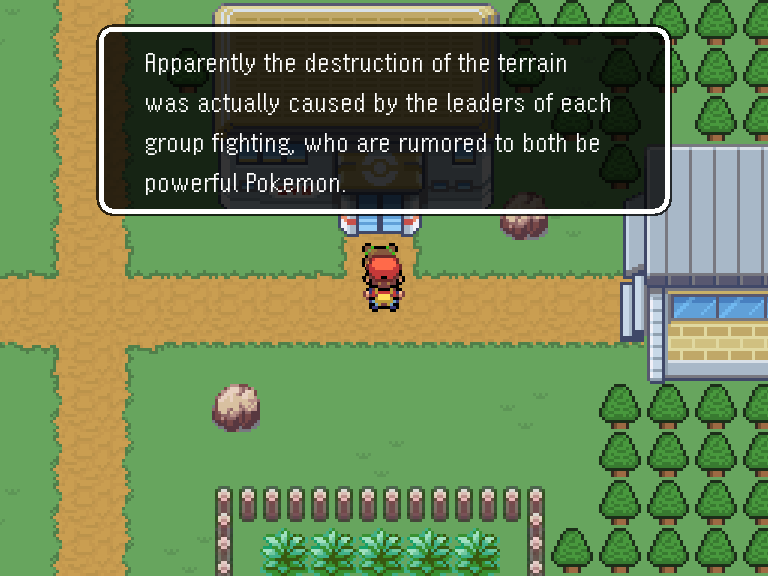 Apparently the destruction of the terrain
was actually caused by the leaders of each
group fighting, who are rumored to both be
powerful Pokemon.